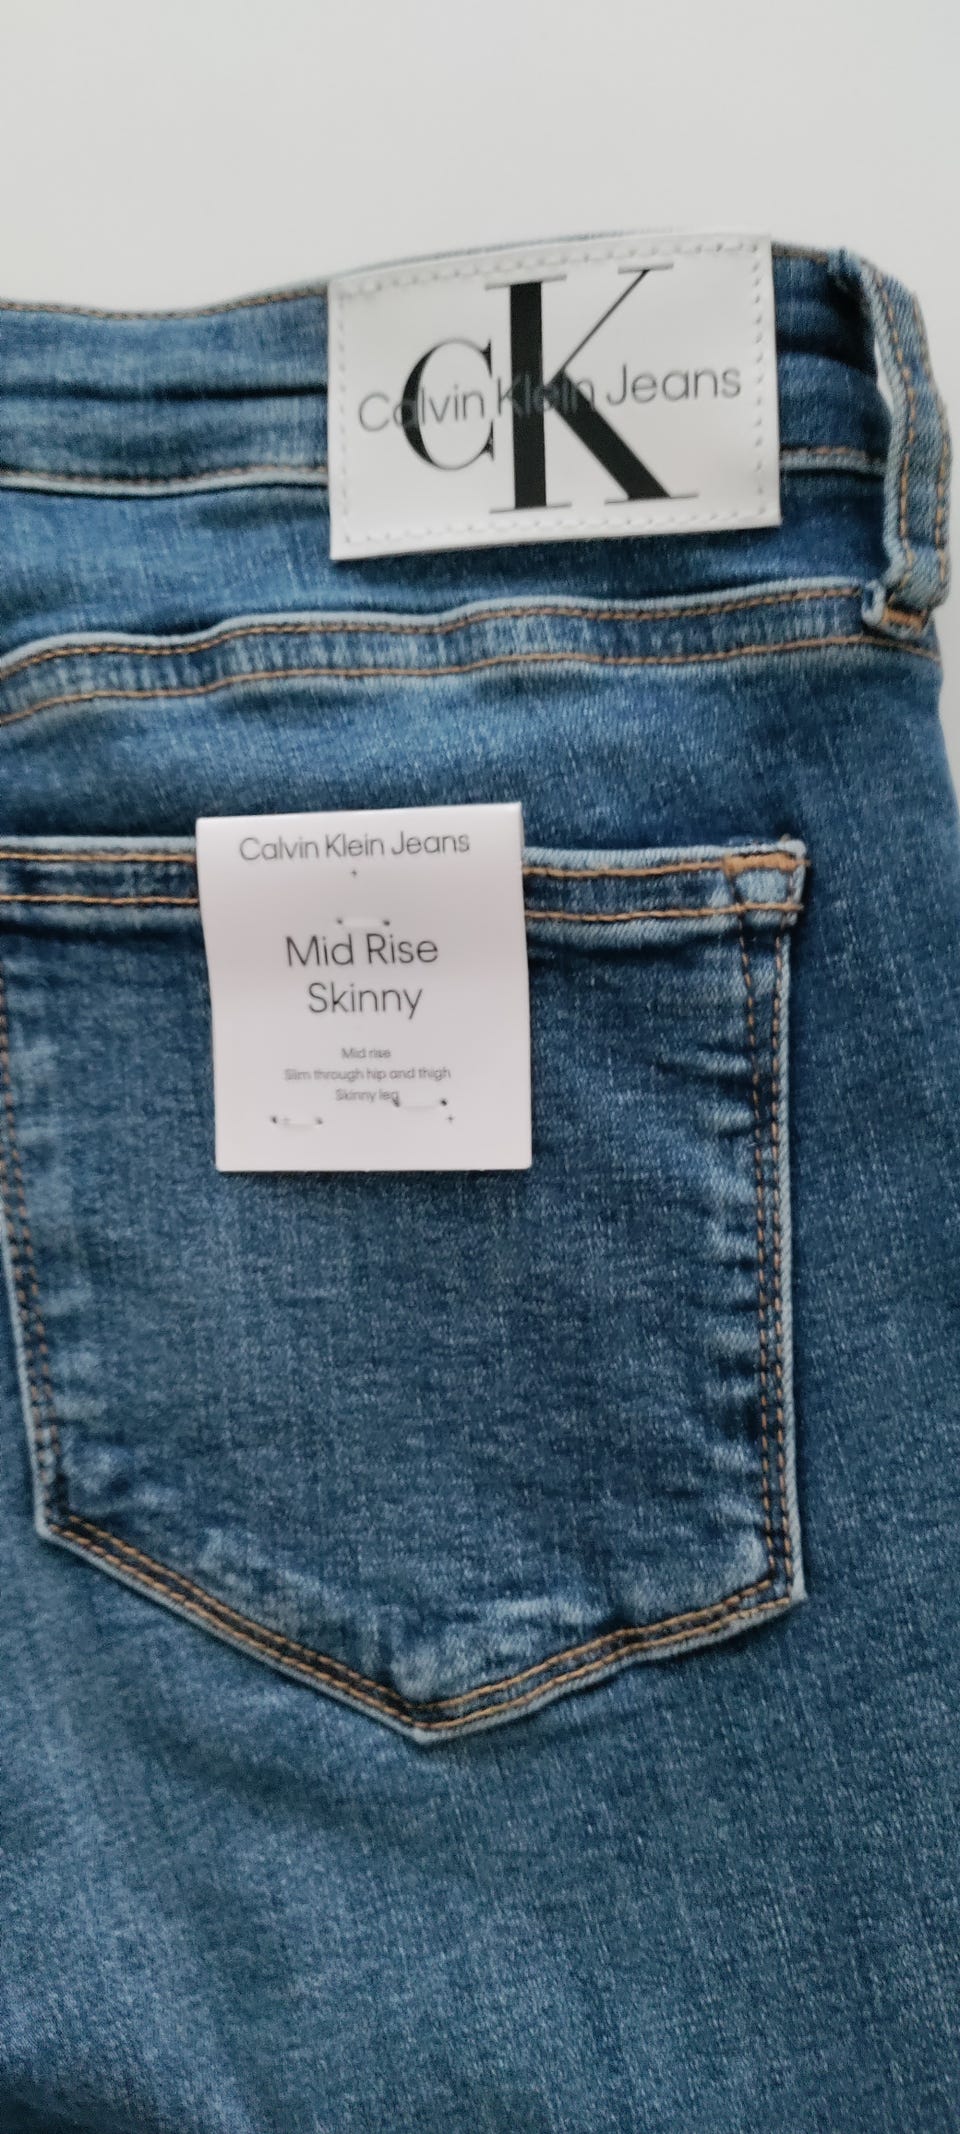 CK
Calvin Klein Jeans
Calvin Klein Jeans
Mid Rise
Skinny
Mid rise
Slim through hip and thigh
Skinny leg